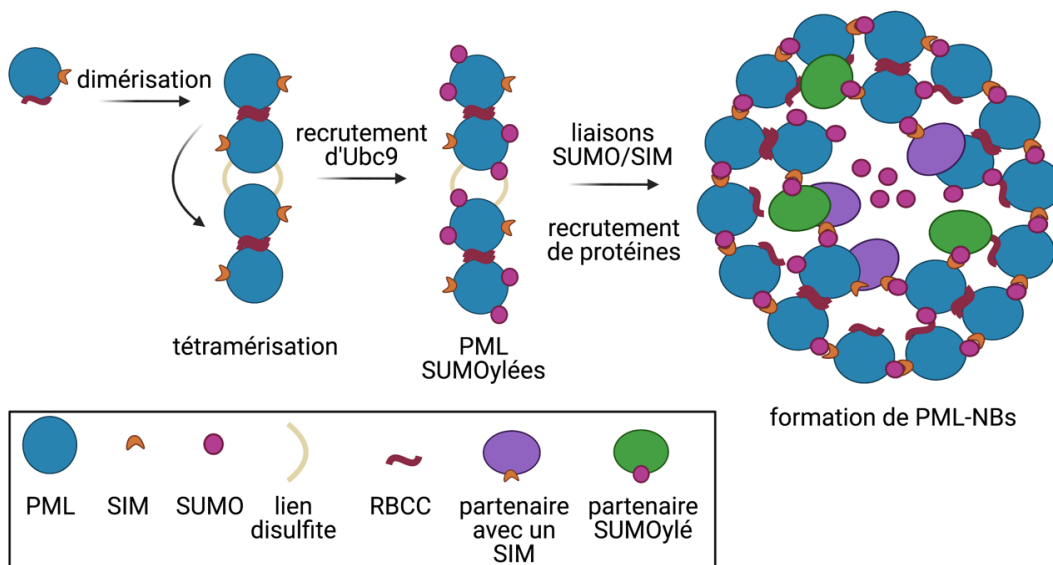 dimérisation
recrutement
d'Ubc9
liaisons
SUMO/SIM
recrutement
de protéines
tétramérisation
PML
SUMOylées
formation de PML-NBs
PML
SIM
SUMO
lien
disulfite
RBCC
partenaire
avec un
SIM
partenaire
SUMOylé